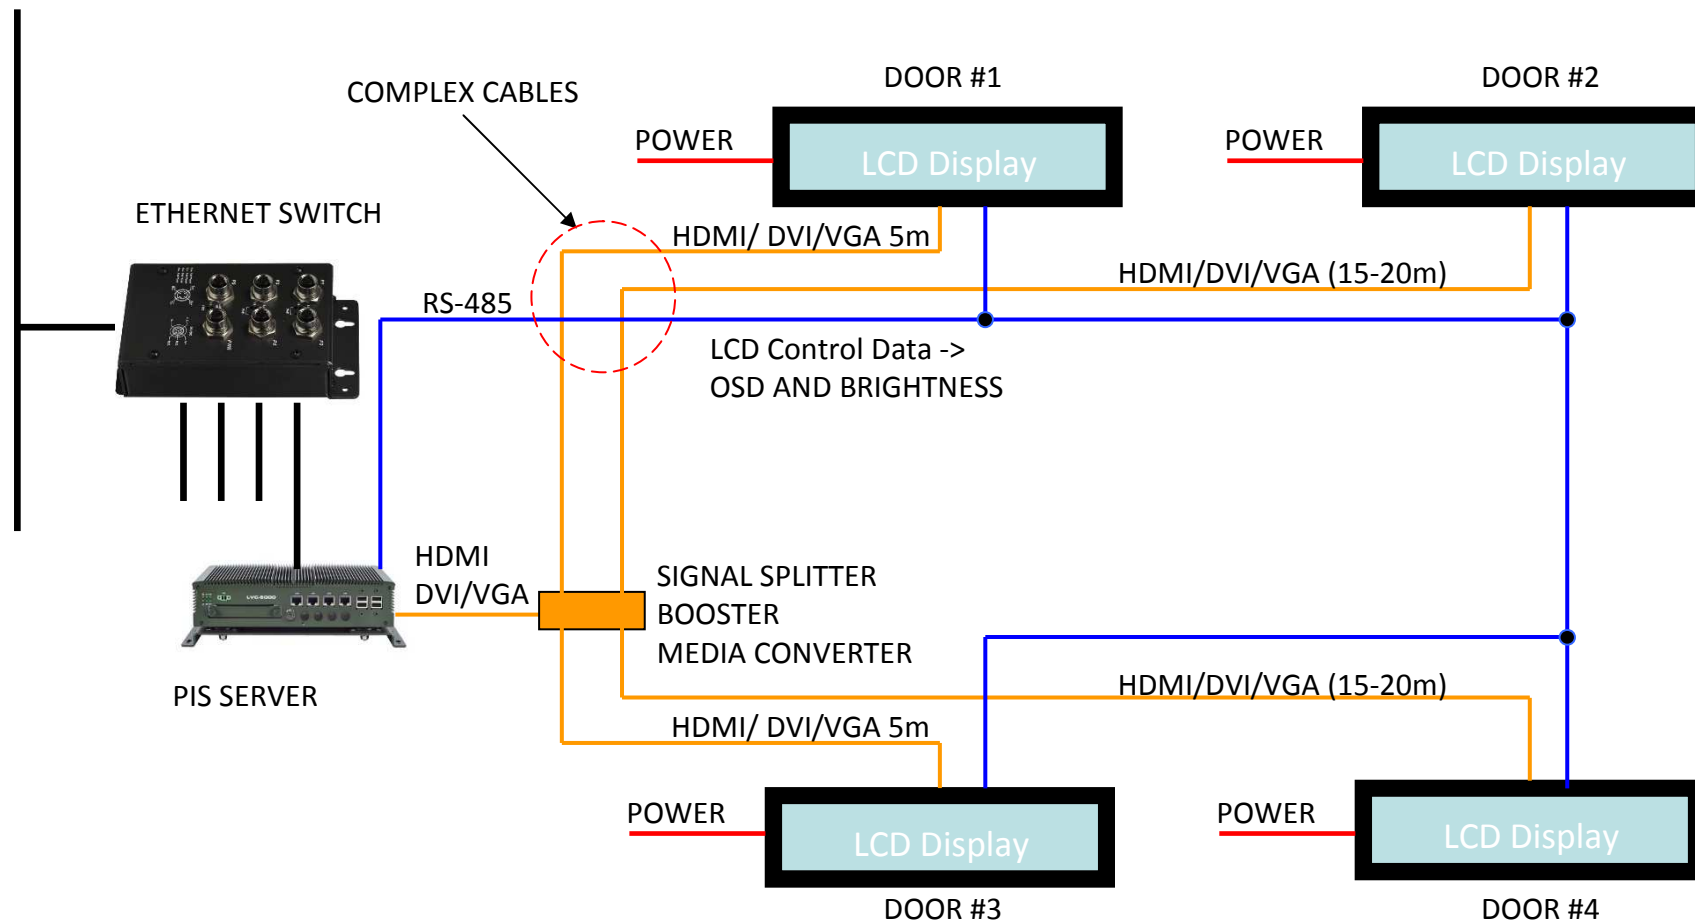 DOOR #1
DOOR #2
COMPLEX CABLES
POWER
LCD Display
POWER
LCD Display
ETHERNET SWITCH
HDMI/ DVI/VGA 5m
HDMI/DVI/VGA (15-20m)
RS-485
LCD Control Data ->
OSD AND BRIGHTNESS
HDMI
DVI/VGA
SIGNAL SPLITTER
BOOSTER
MEDIA CONVERTER
PIS SERVER
HDMI/DVI/VGA (15-20m)
HDMI/ DVI/VGA 5m
POWER
LCD Display
POWER
LCD Display
DOOR #3
DOOR #4